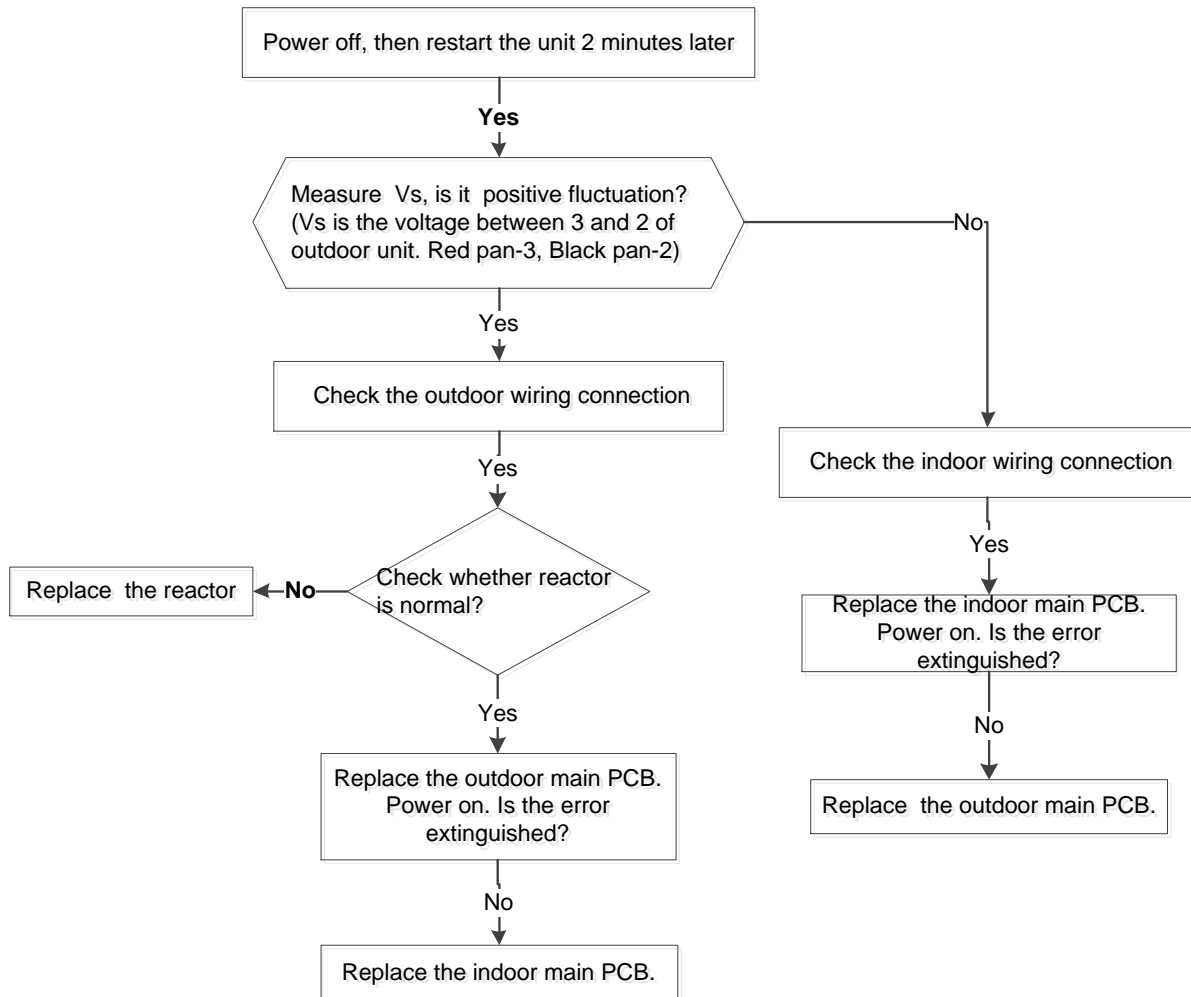 Power off, then restart the unit 2 minutes later
Yes
Measure Vs, is it positive fluctuation?
(Vs is the voltage between 3 and 2 of
outdoor unit. Red pan-3, Black pan-2)
No
Yes
Check the outdoor wiring connection
Yes
Check the indoor wiring connection
Yes
Replace the reactor
No
Check whether reactor
is normal?
Replace the indoor main PCB.
Power on. Is the error
extinguished?
Yes
No
Replace the outdoor main PCB.
Power on. Is the error
extinguished?
Replace the outdoor main PCB.
No
Replace the indoor main PCB.